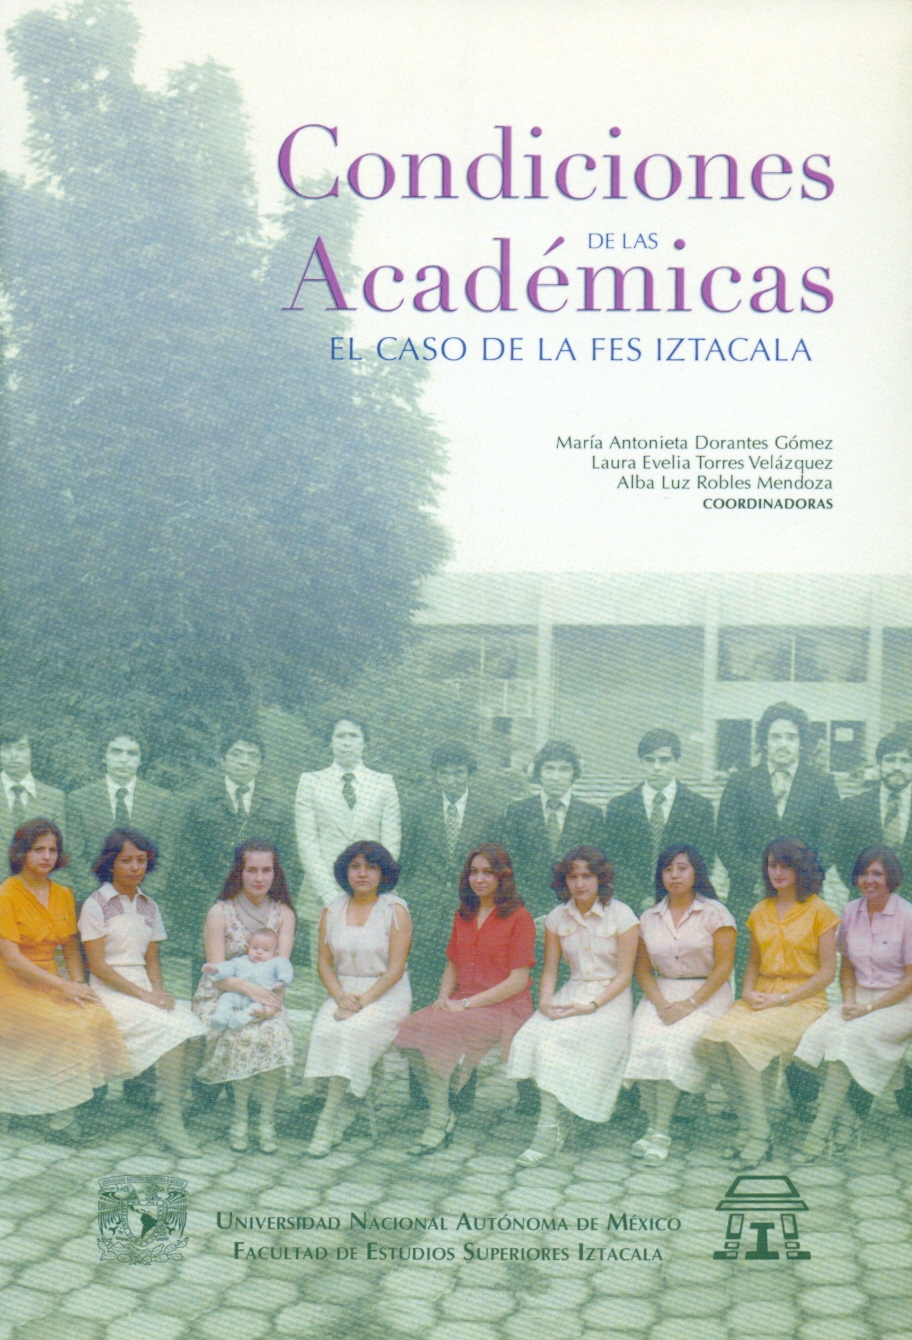 Condiciones
DE LAS
Académicas
EL CASO DE LA FES IZTACALA
María Antonieta Dorantes Gómez
Laura Evelia Torres Velázquez
Alba Luz Robles Mendoza
COORDINADORAS
UNIVERSIDAD NACIONAL AUTÓNOMA DE MÉXICO
FACULTAD DE ESTUDIOS SUPERIORES IZTACALA